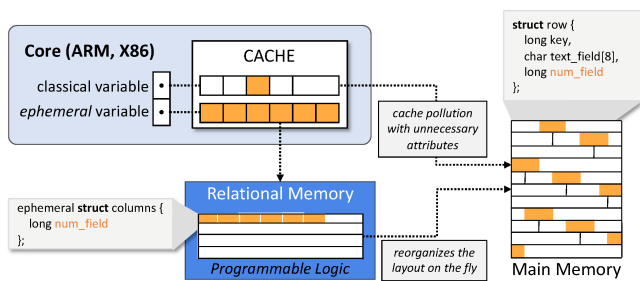 Core (ARM, X86)
CACHE
classical variable
ephemeral variable
cache pollution
with unnecessary
attributes
struct row {
long key,
char text_field[8],
long num_field
};
Relational Memory
ephemeral struct columns {
long num_field
};
Programmable Logic
reorganizes the
layout on the fly
Main Memory